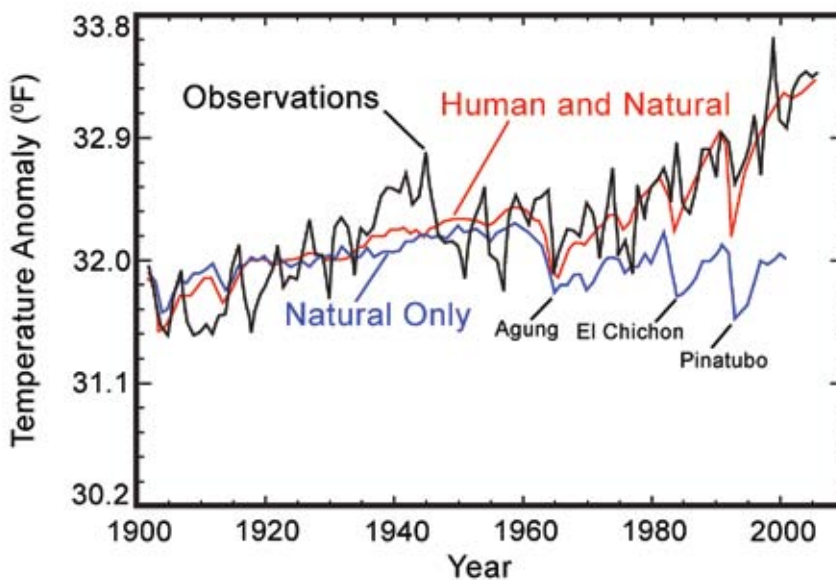 Temperature Anomaly (⁰F)
33.8
32.9
32.0
31.1
30.2
Observations
Human and Natural
Natural Only
Agung
El Chichon
Pinatubo
1900 1920 1940 1960 1980 2000
Year